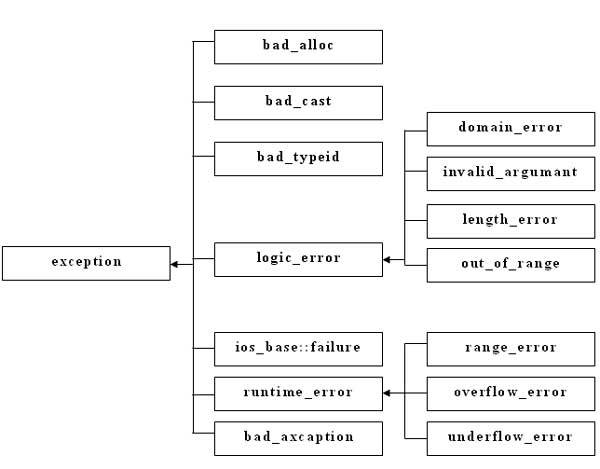 bad_alloc
bad_cast
domain_error
bad_typeid
invalid_argumant
length_error
exception
logic_error
out_of_range
ios_base::failure
range_error
runtime_error
overflow_error
bad_axcaption
underflow_error